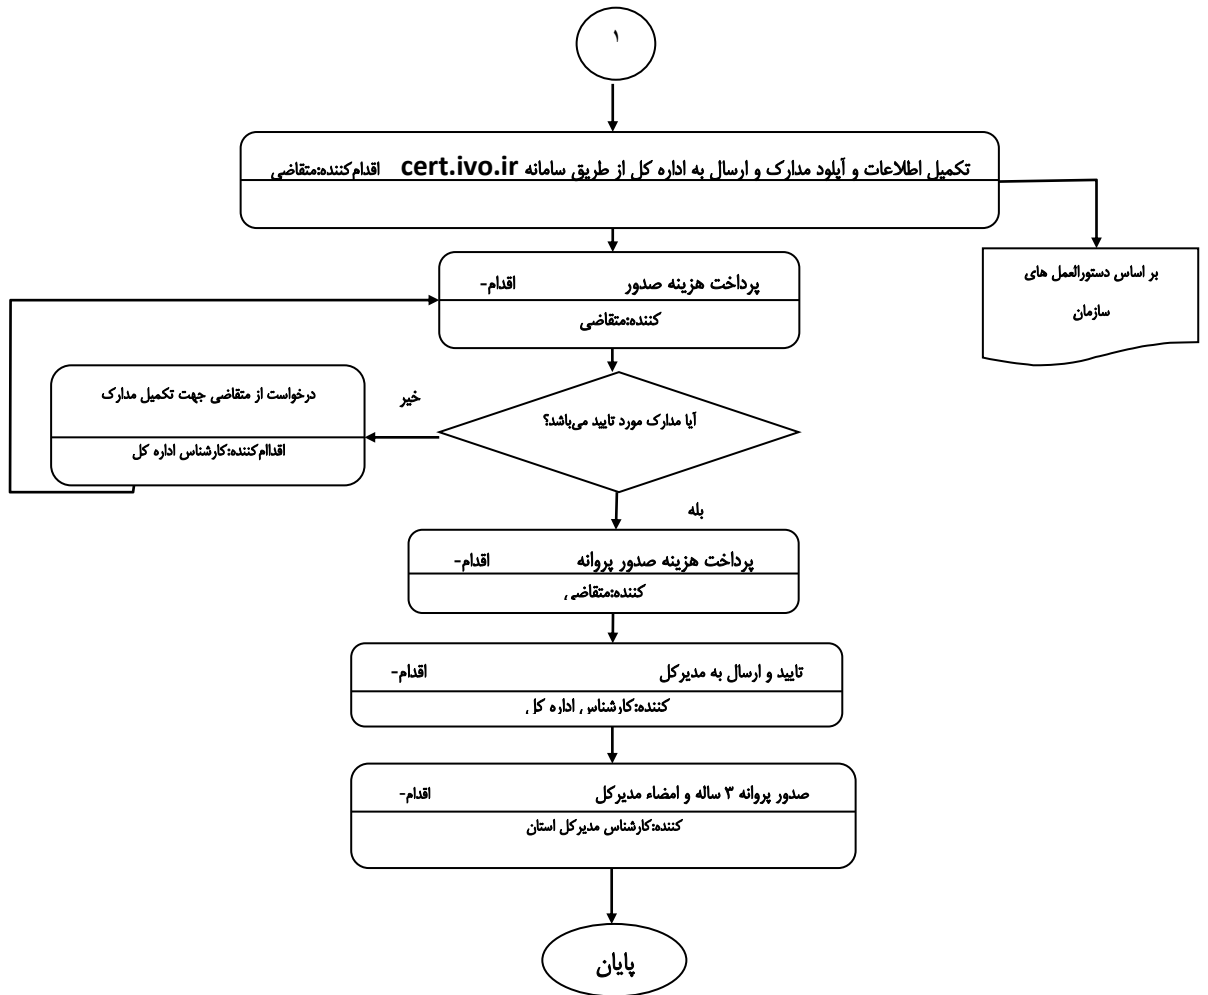 ۱
تکمیل اطلاعات و آپلود مدارک و ارسال به اداره کل از طریق سامانه cert.ivo.ir اقدام‌کننده:متقاضی
بر اساس دستورالعمل های
سازمان
پرداخت هزینه صدور اقدام-
کننده:متقاضی
درخواست از متقاضی جهت تکمیل مدارک
اقداام‌کننده:کارشناس اداره کل
خیر
آیا مدارک مورد تایید می‌باشد؟
بله
پرداخت هزینه صدور پروانه اقدام-
کننده:متقاضی
تایید و ارسال به مدیرکل اقدام-
کننده:کارشناس اداره کل
صدور پروانه ۳ ساله و امضاء مدیرکل اقدام-
کننده:کارشناس مدیرکل استان
پایان